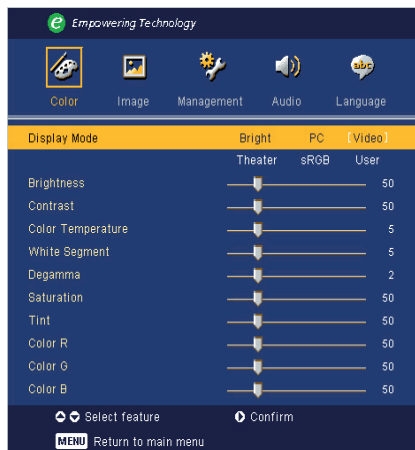 e Empowering Technology
Color Image Management Audio abc Language
Display Mode Bright PC [Video]
Theater sRGB User
Brightness 50
Contrast 50
Color Temperature 5
White Segment 5
Degamma 2
Saturation 50
Tint 50
Color R 50
Color G 50
Color B 50
Select feature Confirm
MENU Return to main menu